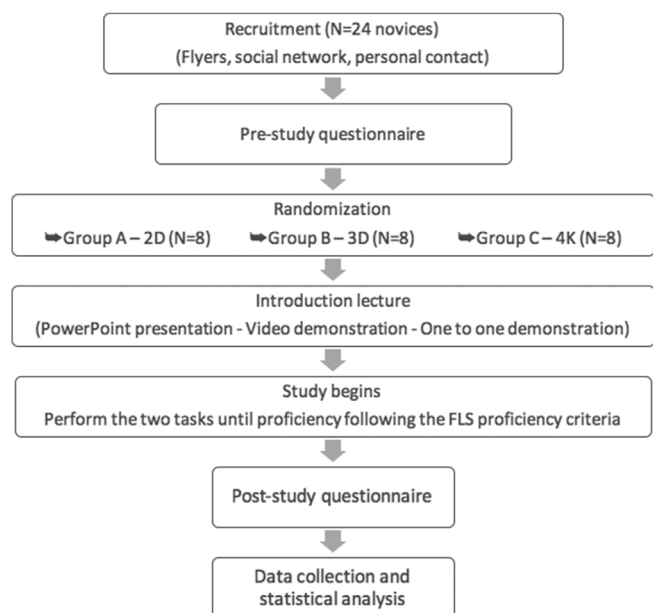 Recruitment (N=24 novices)
(Flyers, social network, personal contact)
Pre-study questionnaire
Randomization
➥Group A – 2D (N=8) ➥Group B – 3D (N=8) ➥Group C – 4K (N=8)
Introduction lecture
(PowerPoint presentation - Video demonstration - One to one demonstration)
Study begins
Perform the two tasks until proficiency following the FLS proficiency criteria
Post-study questionnaire
Data collection and
statistical analysis